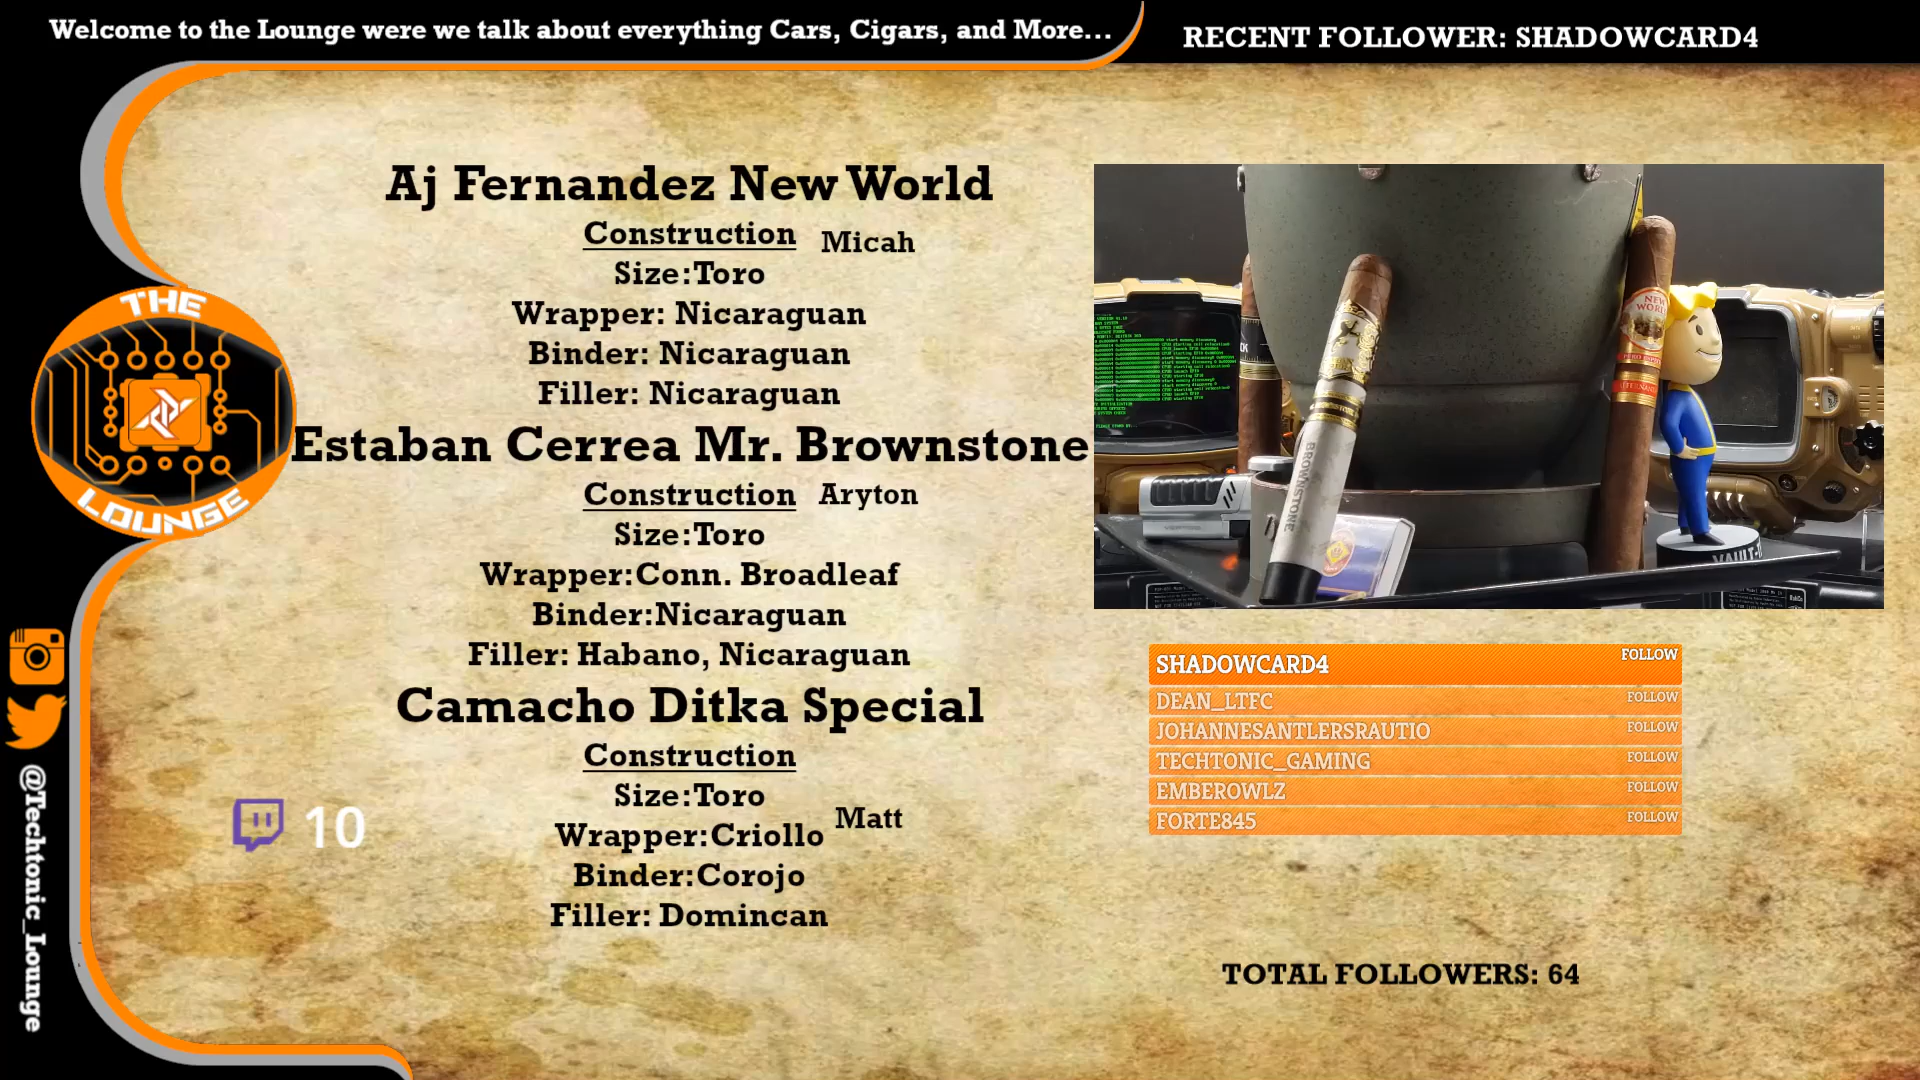 Welcome to the Lounge were we talk about everything Cars, Cigars, and More...
RECENT FOLLOWER: SHADOWCARD4
THE
LOUNGE
@Techtonic_Lounge
10
Aj Fernandez New World
Construction
Micah
Size:Toro
Wrapper: Nicaraguan
Binder: Nicaraguan
Filler: Nicaraguan
Estaban Cerrea Mr. Brownstone
Construction
Aryton
Size:Toro
Wrapper:Conn. Broadleaf
Binder:Nicaraguan
Filler: Habano, Nicaraguan
Camacho Ditka Special
Construction
Size:Toro
Matt
Wrapper:Criollo
Binder:Corojo
Filler: Domincan
BROWNSTONE
NEW
WORLD
VAULT-
SHADOWCARD4 FOLLOW
DEAN_LTFC FOLLOW
JOHANNESANTLERSRAUTIO FOLLOW
TECHTONIC_GAMING FOLLOW
EMBEROWLZ FOLLOW
FORTE845 FOLLOW
TOTAL FOLLOWERS: 64